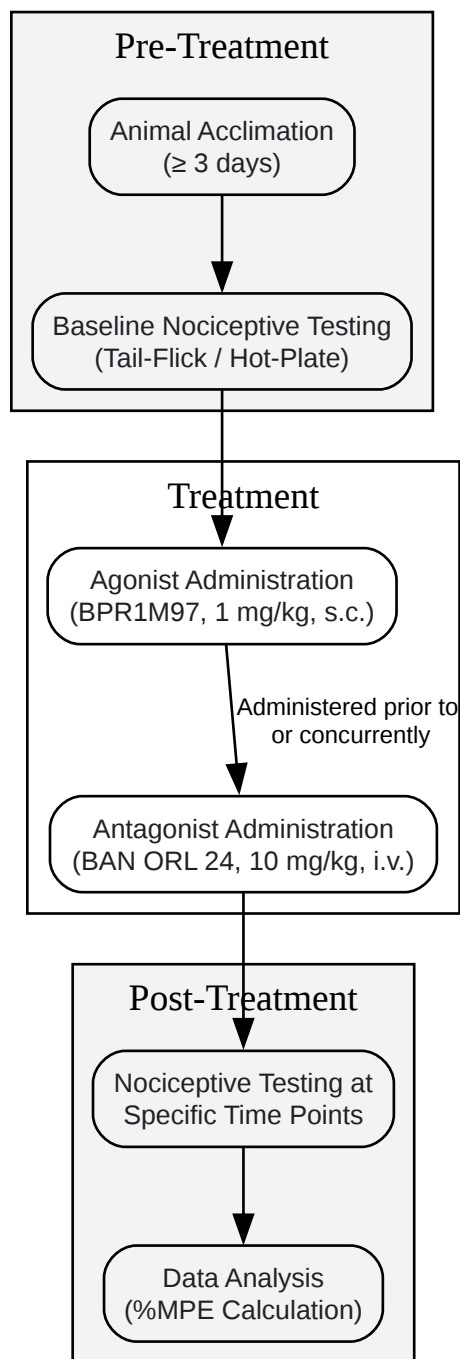 Pre-Treatment
Animal Acclimation
(≥ 3 days)
Baseline Nociceptive Testing
(Tail-Flick / Hot-Plate)
Treatment
Agonist Administration
(BPR1M97, 1 mg/kg, s.c.)
Administered prior to
or concurrently
Antagonist Administration
(BAN ORL 24, 10 mg/kg, i.v.)
Post-Treatment
Nociceptive Testing at
Specific Time Points
Data Analysis
(%MPE Calculation)